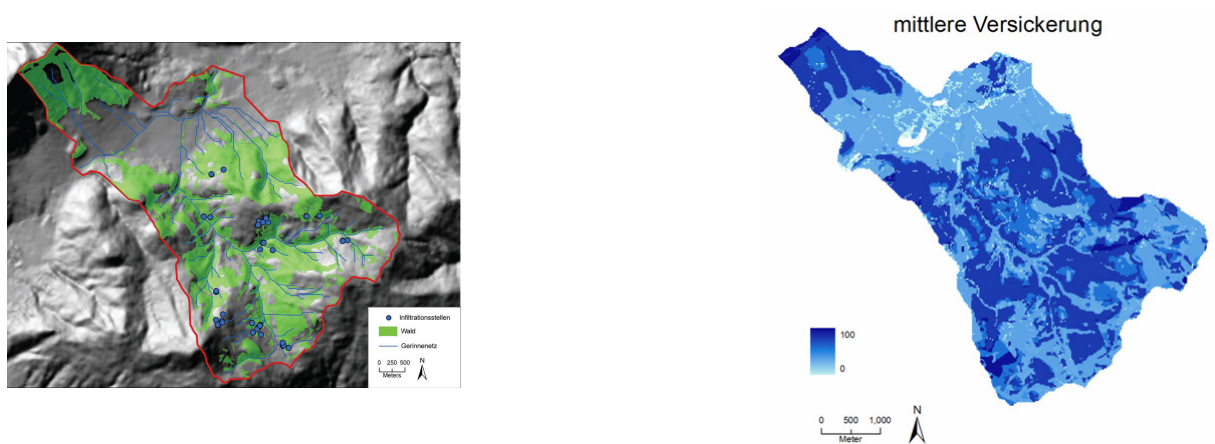 Infiltrationsstellen
Wald
Gerinnenetz
0 250 500
Meters
N
mittlere Versickerung
100
0
0 500 1,000
Meter
N